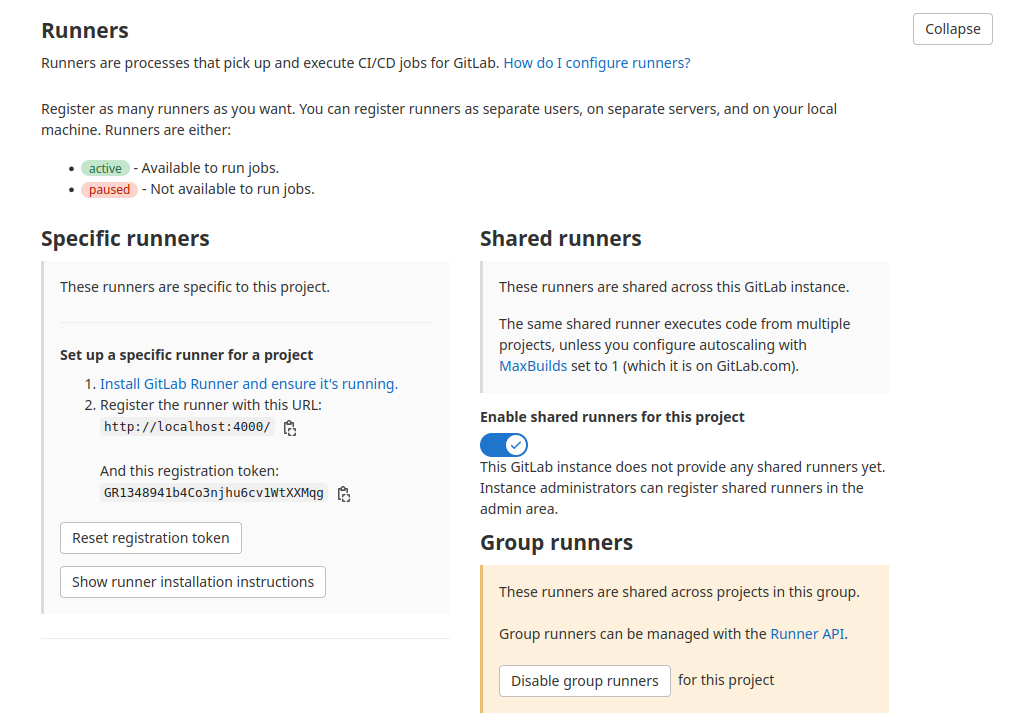 Runners
Collapse
Runners are processes that pick up and execute CI/CD jobs for GitLab. How do I configure runners?
Register as many runners as you want. You can register runners as separate users, on separate servers, and on your local
machine. Runners are either:
• active - Available to run jobs.
• paused - Not available to run jobs.
Specific runners
These runners are specific to this project.
Set up a specific runner for a project
1. Install GitLab Runner and ensure it's running.
2. Register the runner with this URL:
http://localhost:4000/
And this registration token:
GR1348941b4Co3njhu6cv1WtXXMqg
Reset registration token
Show runner installation instructions
Shared runners
These runners are shared across this GitLab instance.
The same shared runner executes code from multiple
projects, unless you configure autoscaling with
MaxBuilds set to 1 (which it is on GitLab.com).
Enable shared runners for this project
This GitLab instance does not provide any shared runners yet.
Instance administrators can register shared runners in the
admin area.
Group runners
These runners are shared across projects in this group.
Group runners can be managed with the Runner API.
Disable group runners for this project